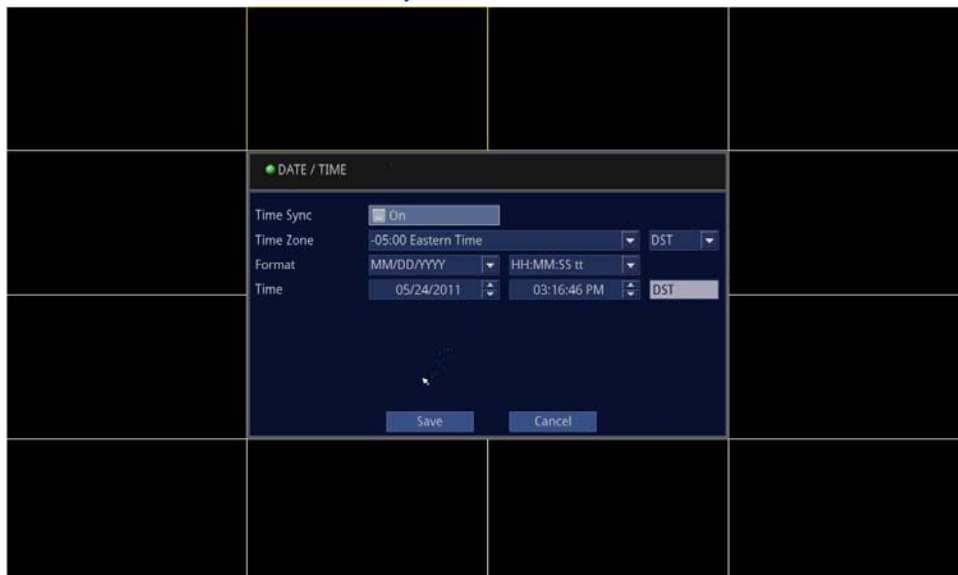 DATE / TIME
Time Sync On
Time Zone -05:00 Eastern Time DST
Format MM/DD/YYYY HH:MM:SS tt
Time 05/24/2011 03:16:46 PM DST
Save Cancel